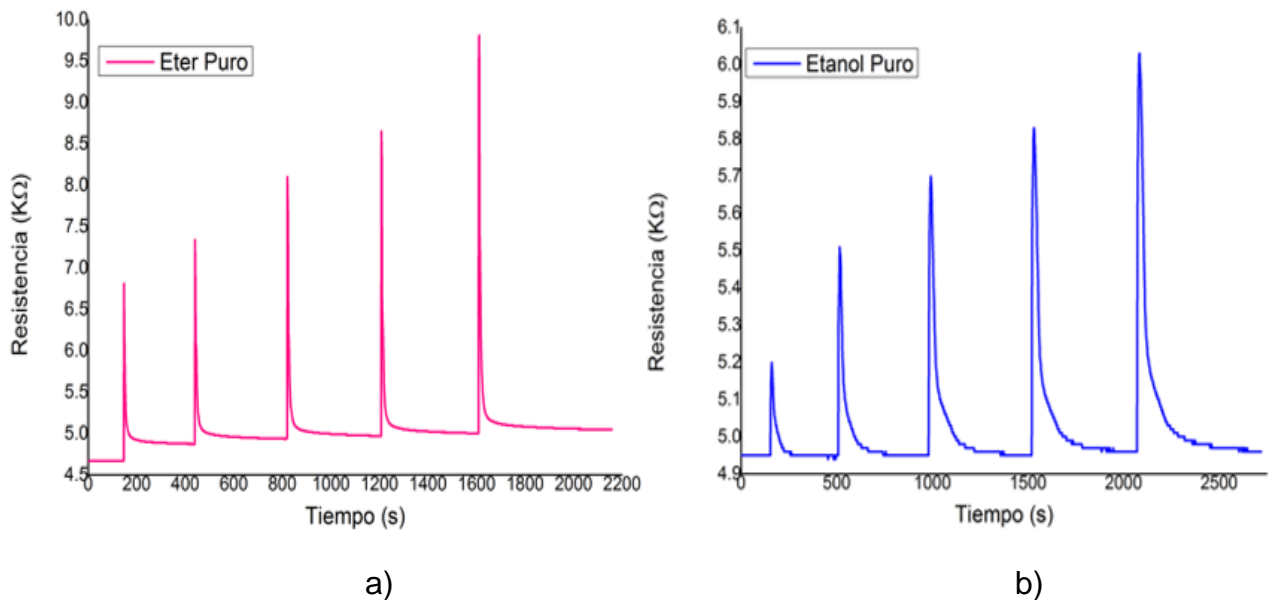 10.0
9.5
9.0
8.5
8.0
7.5
7.0
6.5
6.0
5.5
5.0
4.5
Resistencia (KΩ)
Eter Puro
0 200 400 600 800 1000 1200 1400 1600 1800 2000 2200
Tiempo (s)
a)
6.1
6.0
5.9
5.8
5.7
5.6
5.5
5.4
5.3
5.2
5.1
5.0
4.9
Resistencia (KΩ)
Etanol Puro
0 500 1000 1500 2000 2500
Tiempo (s)
b)